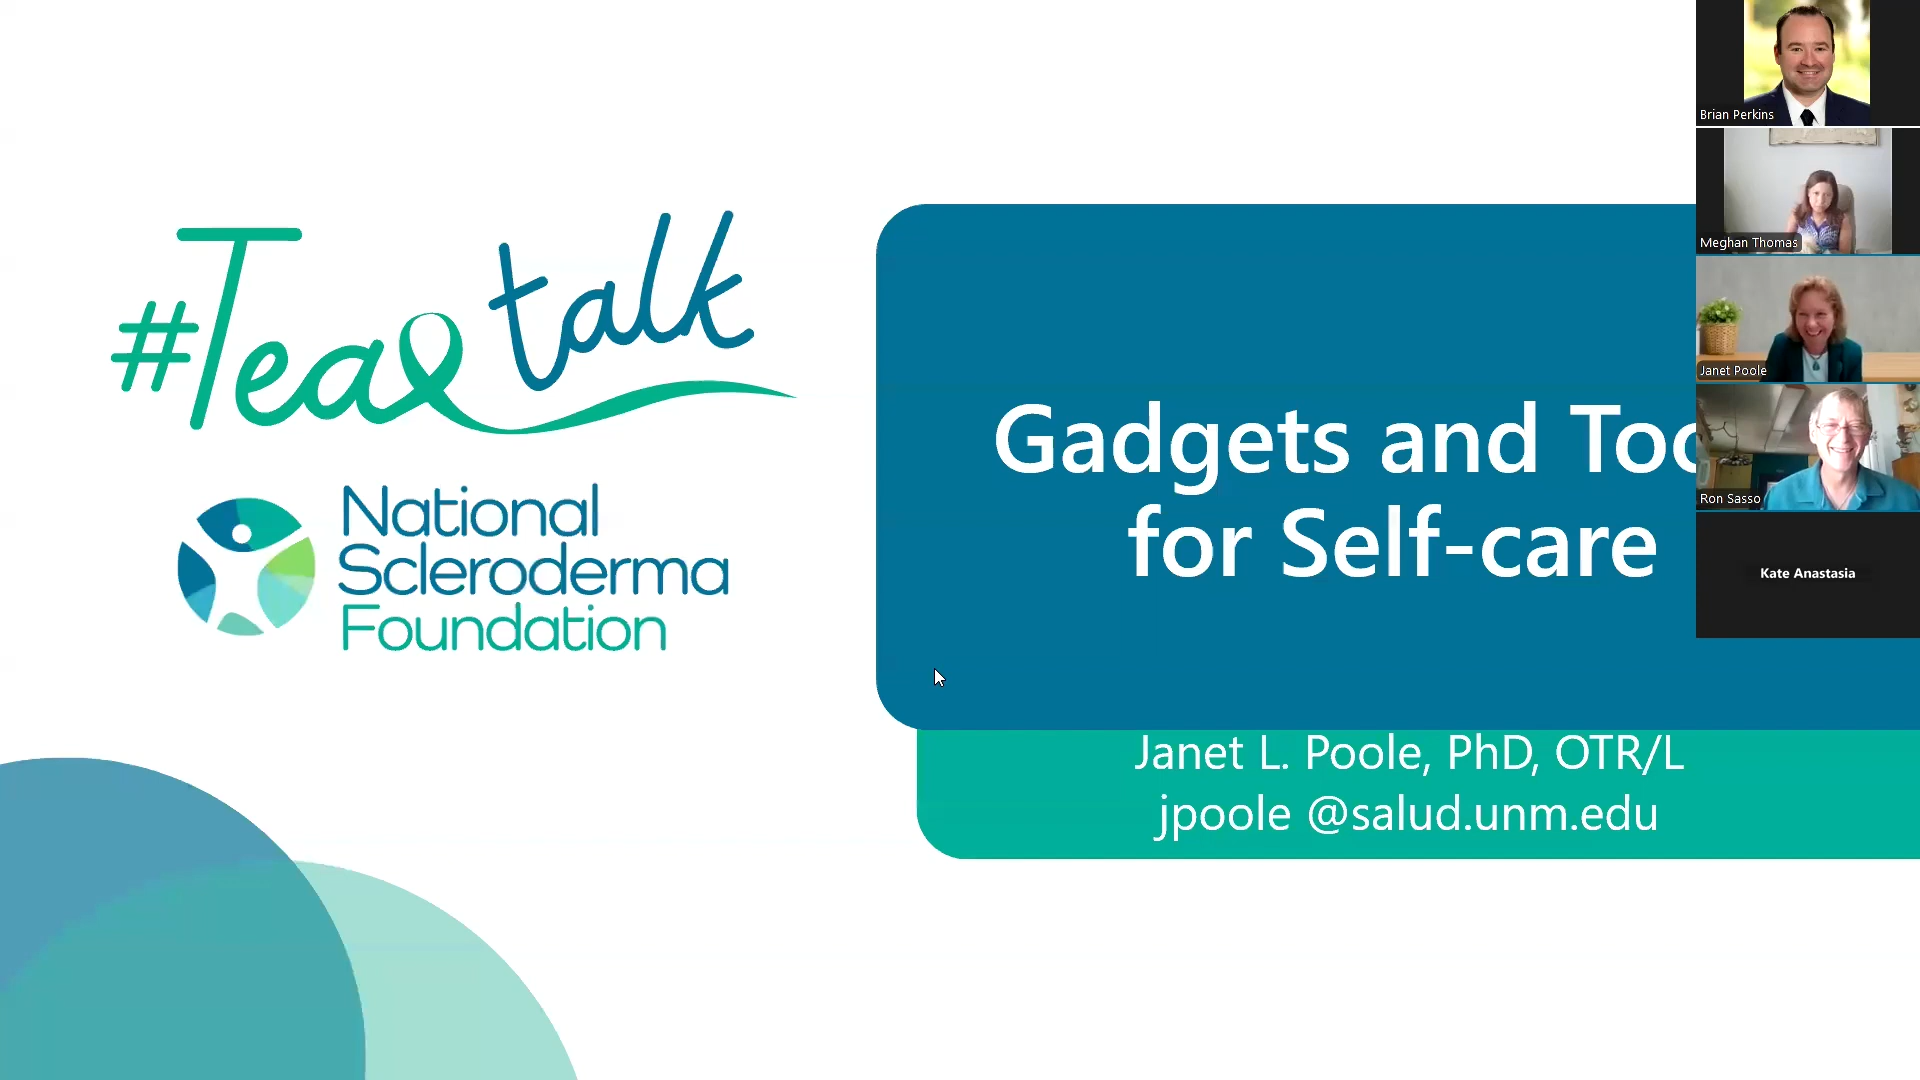 #Teal talk
National
Scleroderma
Foundation
Gadgets and Too
for Self-care
Janet L. Poole, PhD, OTR/L
jpoole @salud.unm.edu
Brian Perkins
Meghan Thomas
Janet Poole
Ron Sasso
Kate Anastasia